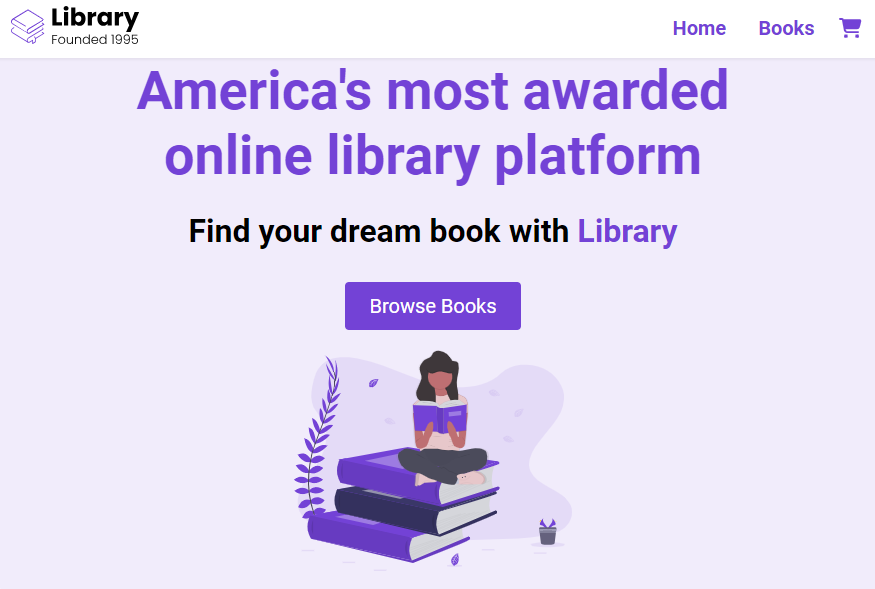 Library
Founded 1995
Home
Books
America's most awarded
online library platform
Find your dream book with Library
Browse Books